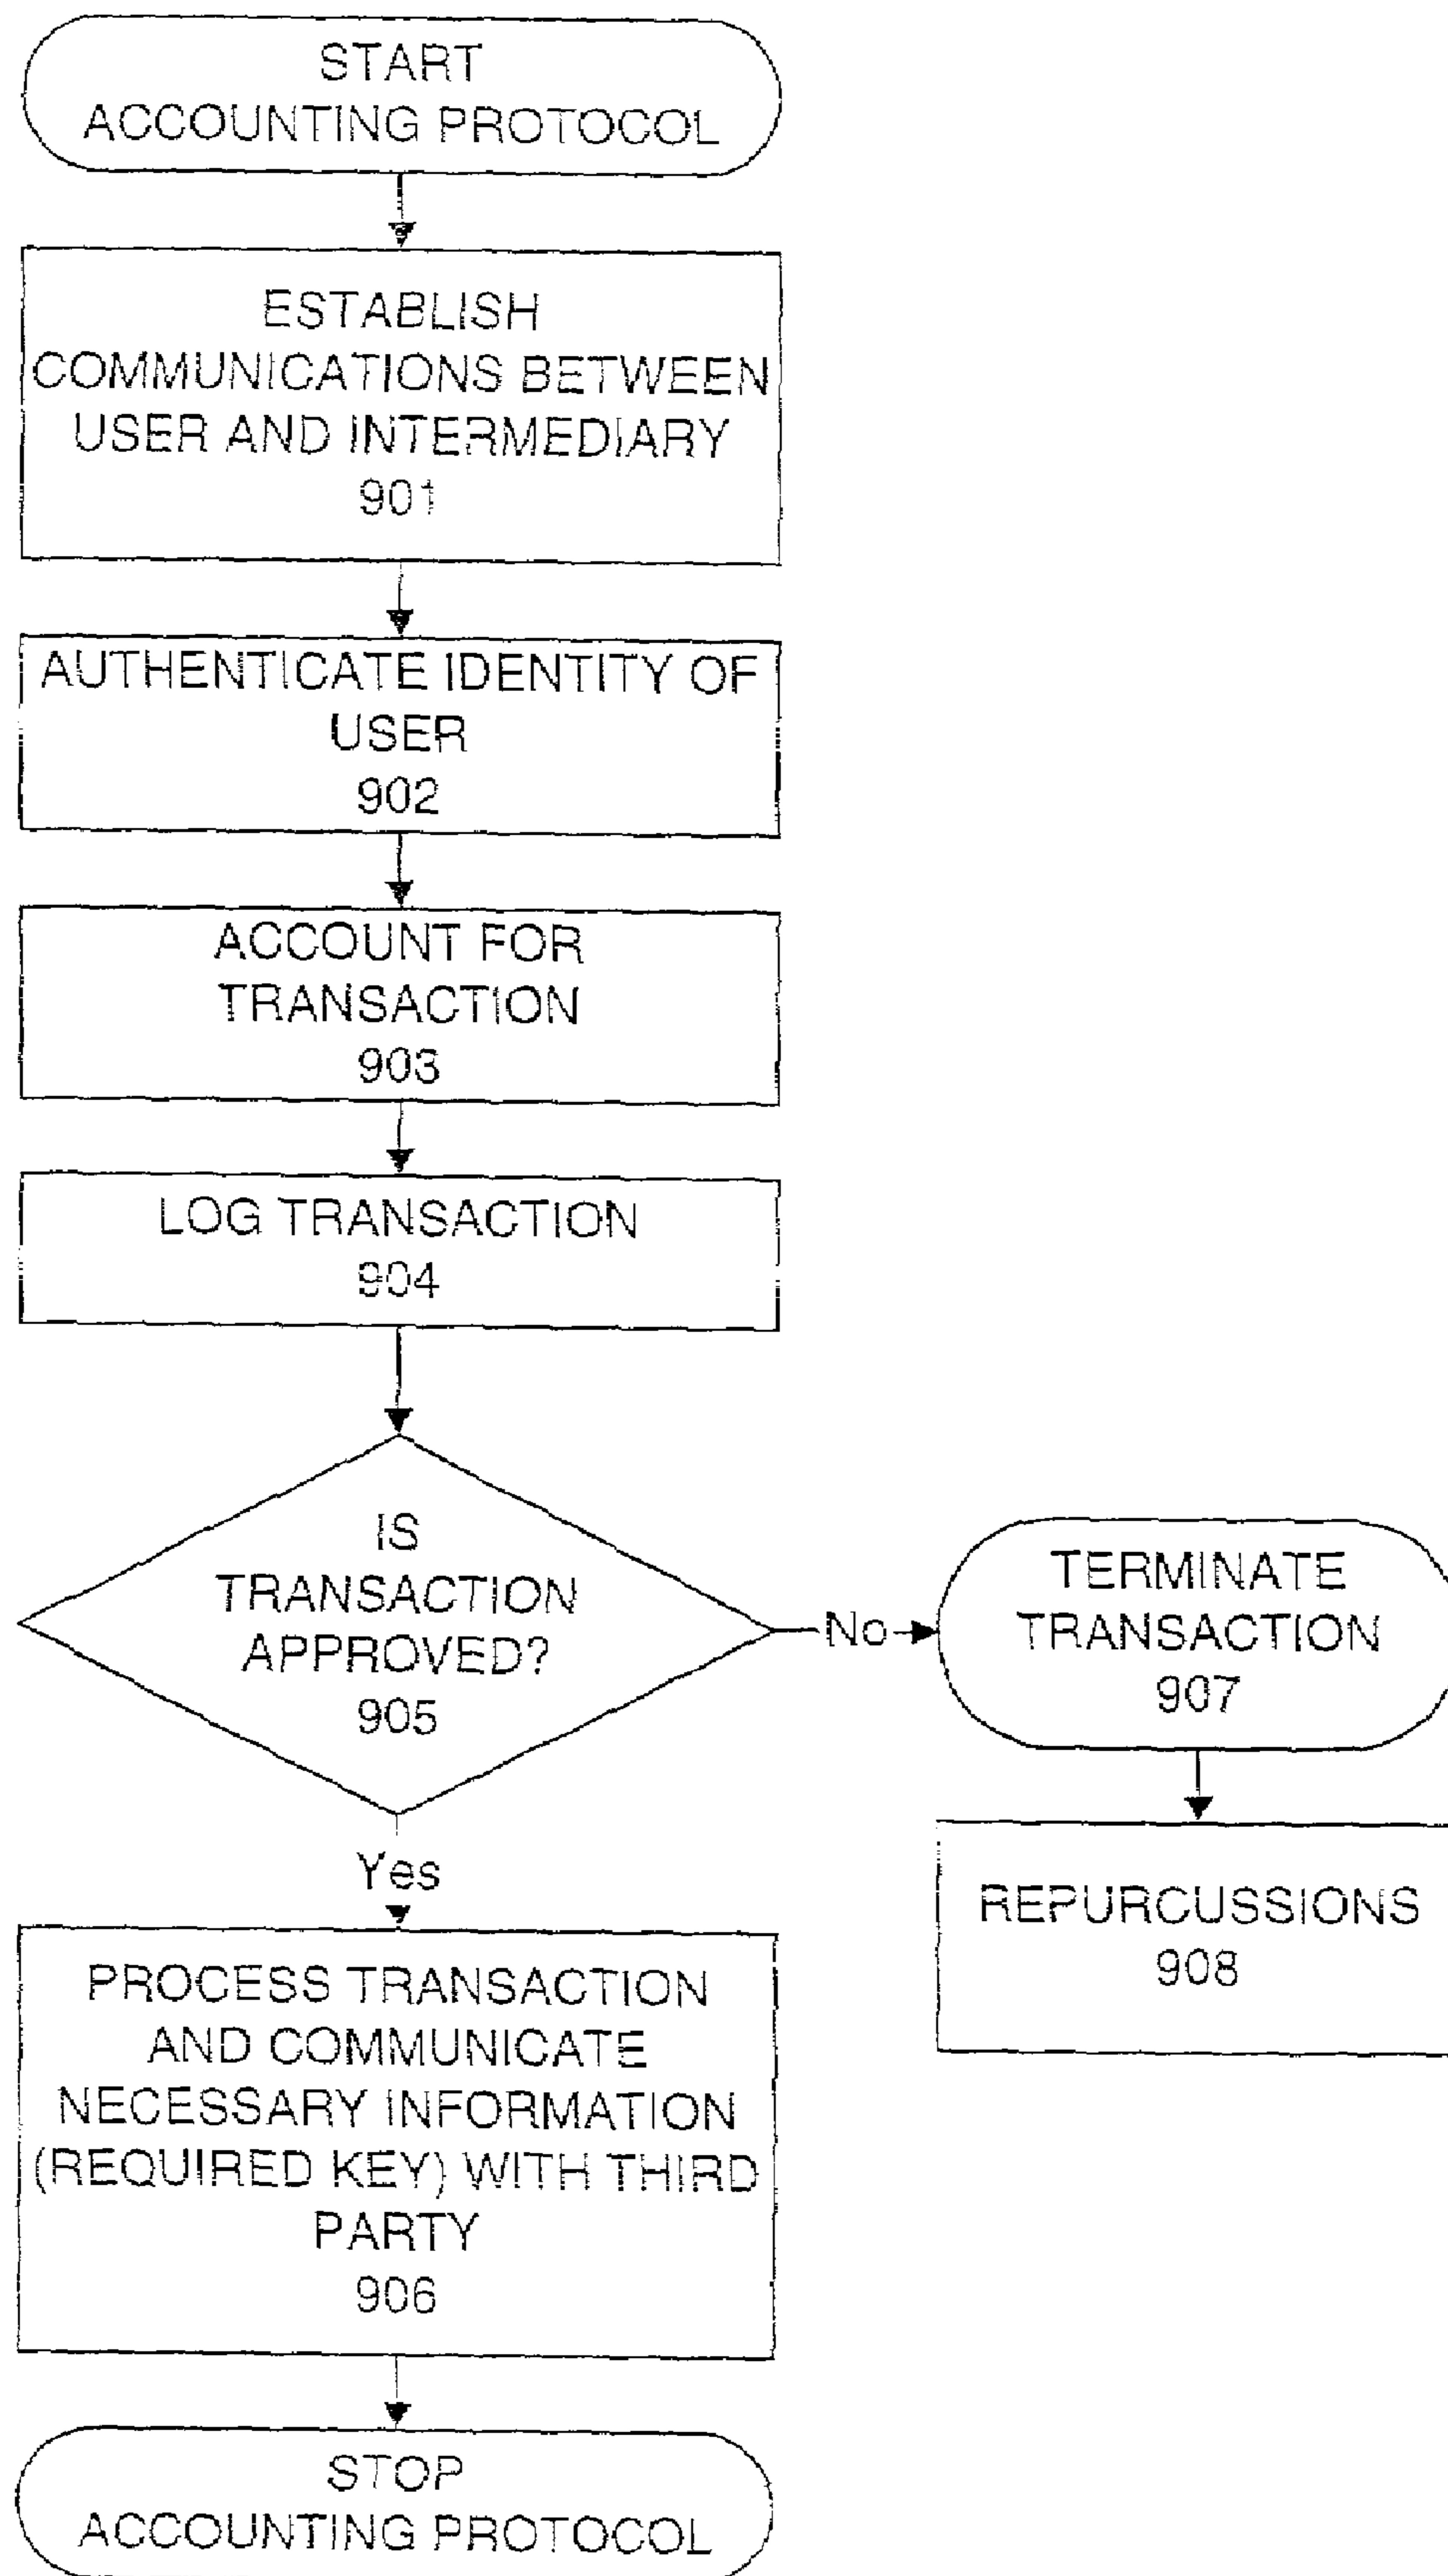 START
ACCOUNTING PROTOCOL
ESTABLISH
COMMUNICATIONS BETWEEN
USER AND INTERMEDIARY
901
AUTHENTICATE IDENTITY OF
USER
902
ACCOUNT FOR
TRANSACTION
903
LOG TRANSACTION
904
IS
TRANSACTION
APPROVED?
905
No
TERMINATE
TRANSACTION
907
REPURCUSSIONS
908
Yes
PROCESS TRANSACTION
AND COMMUNICATE
NECESSARY INFORMATION
(REQUIRED KEY) WITH THIRD
PARTY
906
STOP
ACCOUNTING PROTOCOL